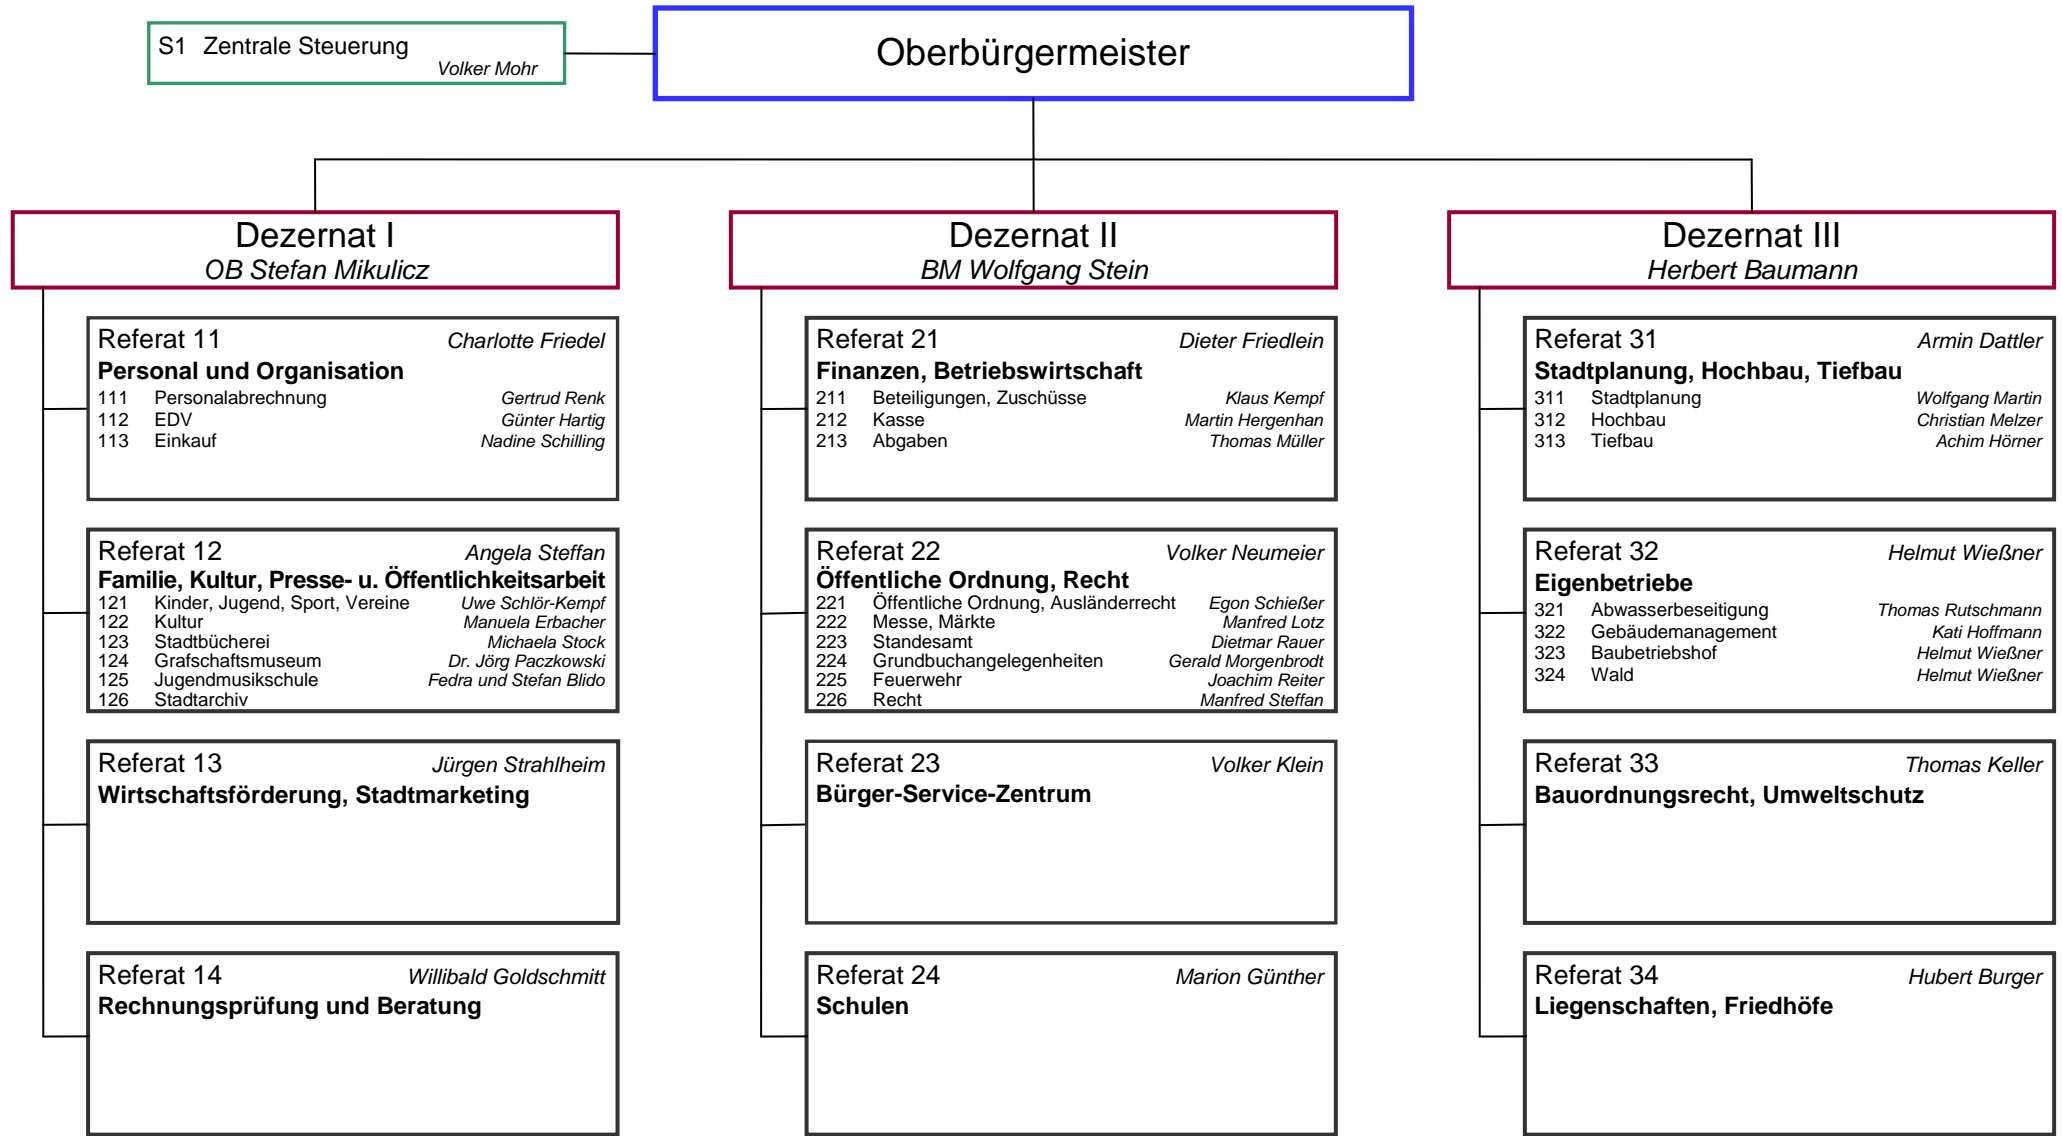 S1 Zentrale Steuerung
Volker Mohr
Oberbürgermeister
Dezernat I
OB Stefan Mikulicz
Referat 11 Charlotte Friedel
Personal und Organisation
111 Personalabrechnung Gertrud Renk
112 EDV Günter Hartig
113 Einkauf Nadine Schilling
Referat 12 Angela Steffan
Familie, Kultur, Presse- u. Öffentlichkeitsarbeit
121 Kinder, Jugend, Sport, Vereine Uwe Schlör-Kempf
122 Kultur Manuela Erbacher
123 Stadtbücherei Michaela Stock
124 Grafschaftsmuseum Dr. Jörg Paczkowski
125 Jugendmusikschule Fedra und Stefan Blido
126 Stadtarchiv
Referat 13 Jürgen Strahlheim
Wirtschaftsförderung, Stadtmarketing
Referat 14 Willibald Goldschmitt
Rechnungsprüfung und Beratung
Dezernat II
BM Wolfgang Stein
Referat 21 Dieter Friedlein
Finanzen, Betriebswirtschaft
211 Beteiligungen, Zuschüsse Klaus Kempf
212 Kasse Martin Hergenhan
213 Abgaben Thomas Müller
Referat 22 Volker Neumeier
Öffentliche Ordnung, Recht
221 Öffentliche Ordnung, Ausländerrecht Egon Schießer
222 Messe, Märkte Manfred Lotz
223 Standesamt Dietmar Rauer
224 Grundbuchangelegenheiten Gerald Morgenbrodt
225 Feuerwehr Joachim Reiter
226 Recht Manfred Steffan
Referat 23 Volker Klein
Bürger-Service-Zentrum
Referat 24 Marion Günther
Schulen
Dezernat III
Herbert Baumann
Referat 31 Armin Dattler
Stadtplanung, Hochbau, Tiefbau
311 Stadtplanung Wolfgang Martin
312 Hochbau Christian Melzer
313 Tiefbau Achim Hörner
Referat 32 Helmut Wießner
Eigenbetriebe
321 Abwasserbeseitigung Thomas Rutschmann
322 Gebäudemanagement Kati Hoffmann
323 Baubetriebshof Helmut Wießner
324 Wald Helmut Wießner
Referat 33 Thomas Keller
Bauordnungsrecht, Umweltschutz
Referat 34 Hubert Burger
Liegenschaften, Friedhöfe